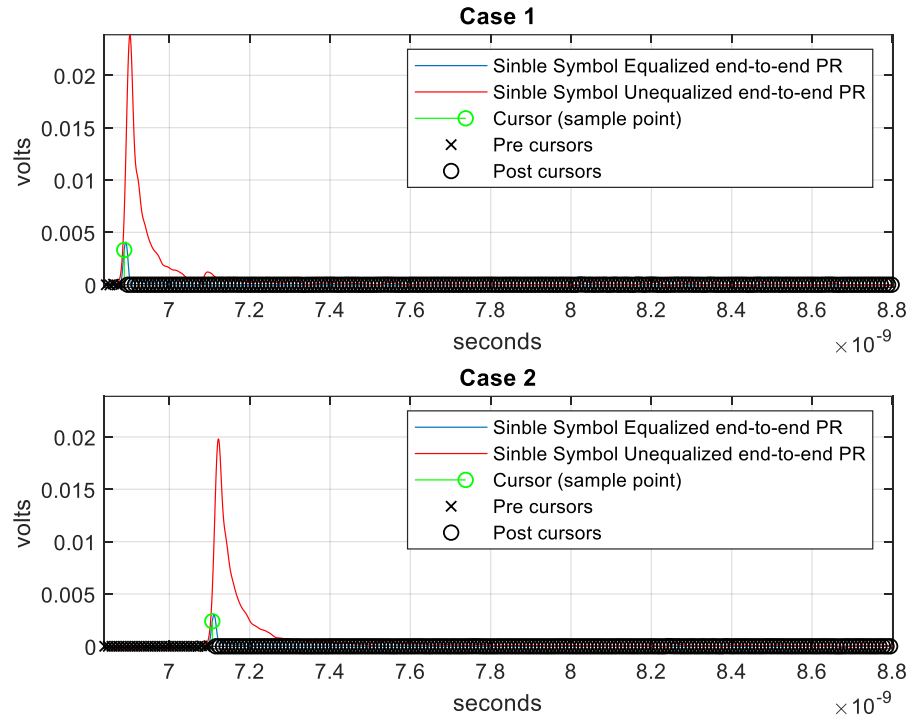 Case 1
0.02
0.015
0.01
0.005
0
volts
Sinble Symbol Equalized end-to-end PR
Sinble Symbol Unequalized end-to-end PR
Cursor (sample point)
Pre cursors
Post cursors
7 7.2 7.4 7.6 7.8 8 8.2 8.4 8.6 8.8
seconds
×10⁻⁹
Case 2
0.02
0.015
0.01
0.005
0
volts
Sinble Symbol Equalized end-to-end PR
Sinble Symbol Unequalized end-to-end PR
Cursor (sample point)
Pre cursors
Post cursors
7 7.2 7.4 7.6 7.8 8 8.2 8.4 8.6 8.8
seconds
×10⁻⁹